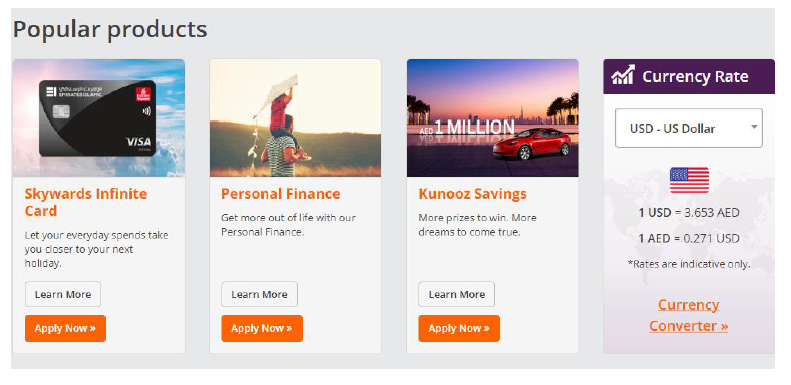 Popular products
EMIRATES ISLAMIC
VISA
Skywards Infinite
Card
Let your everyday spends take
you closer to your next
holiday.
Learn More
Apply Now »
Personal Finance
Get more out of life with our
Personal Finance.
Learn More
Apply Now »
AED 1 MILLION
Kunooz Savings
More prizes to win. More
dreams to come true.
Learn More
Apply Now »
Currency Rate
USD - US Dollar
1 USD = 3.653 AED
1 AED = 0.271 USD
*Rates are indicative only.
Currency
Converter »